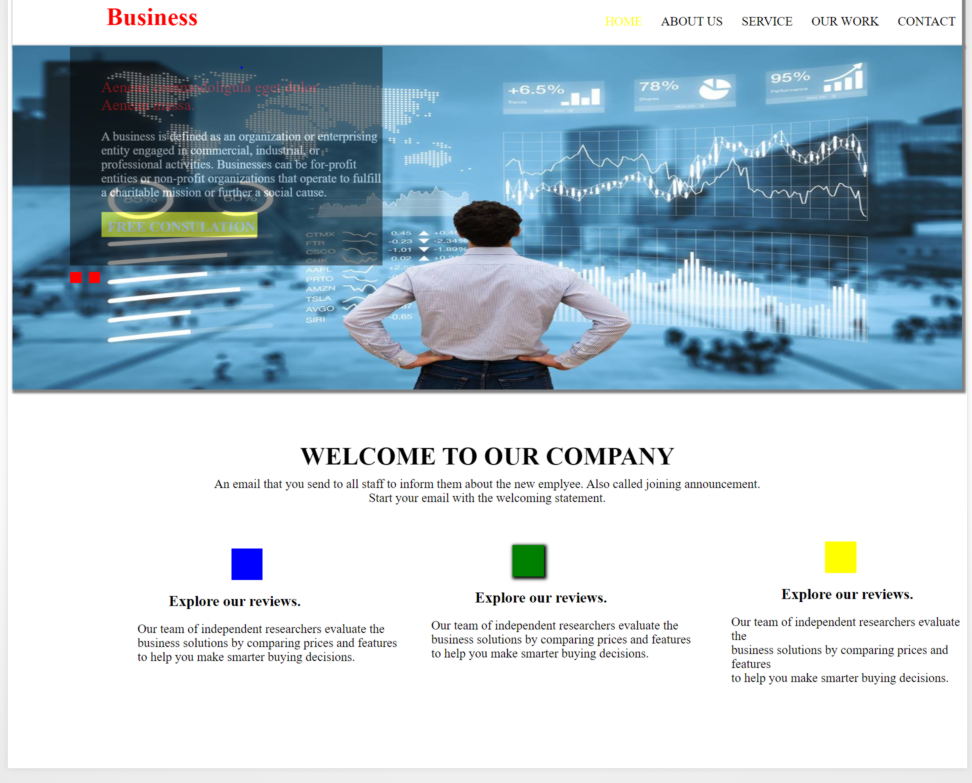 Business
HOME ABOUT US SERVICE OUR WORK CONTACT
+6.5%
78%
95%
A business is defined as an organization or enterprising
entity engaged in commercial, industrial, or
professional activities. Businesses can be for-profit
entities or non-profit organizations that operate to fulfill
a charitable mission or further a social cause.
FREE CONSULATION
CTMX
FTR
AAPL
PRTO
AMZN
TSLA
AVGO
SIRI
0.45
-0.23
-1.01
-0.02
WELCOME TO OUR COMPANY
An email that you send to all staff to inform them about the new emplyee. Also called joining announcement.
Start your email with the welcoming statement.
Explore our reviews.
Our team of independent researchers evaluate the
business solutions by comparing prices and features
to help you make smarter buying decisions.
Explore our reviews.
Our team of independent researchers evaluate the
business solutions by comparing prices and features
to help you make smarter buying decisions.
Explore our reviews.
Our team of independent researchers evaluate
the
business solutions by comparing prices and
features
to help you make smarter buying decisions.